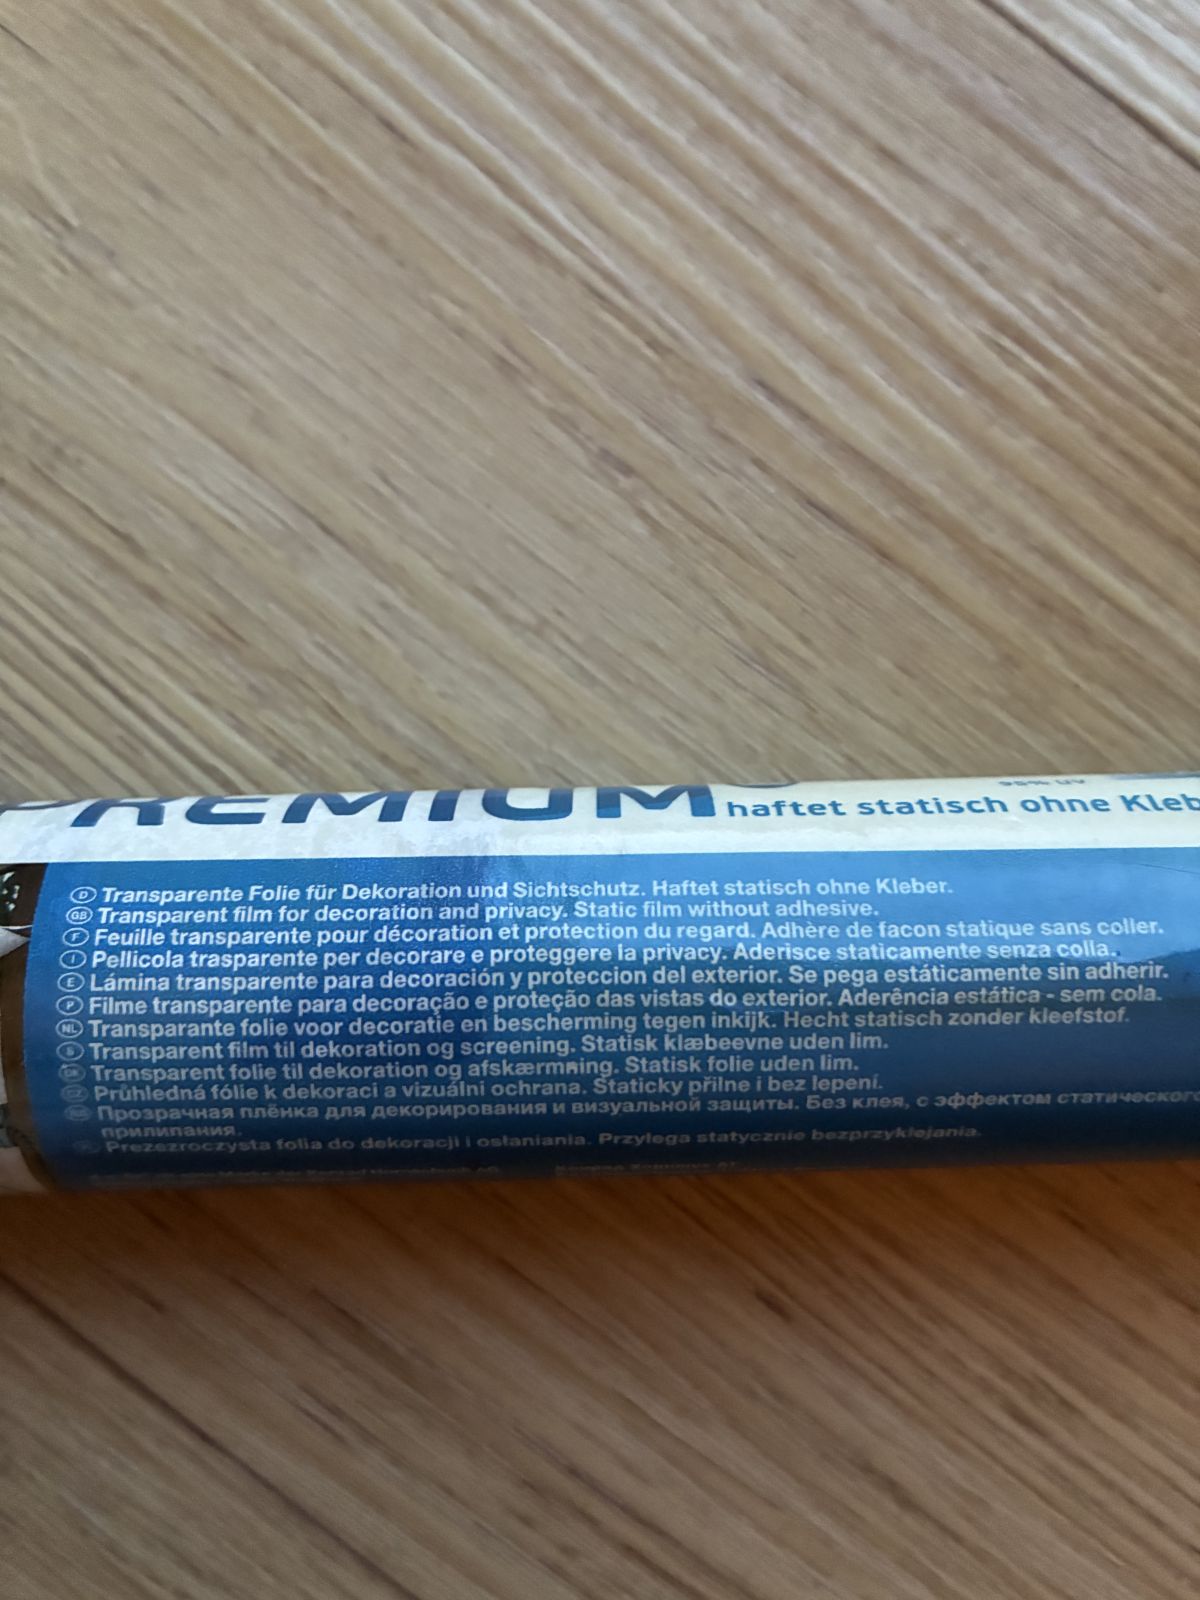 PREMIUM
95% UV
haftet statisch ohne Kleb
D Transparente Folie für Dekoration und Sichtschutz. Haftet statisch ohne Kleber.
GB Transparent film for decoration and privacy. Static film without adhesive.
F Feuille transparente pour décoration et protection du regard. Adhère de facon statique sans coller.
I Pellicola trasparente per decorare e proteggere la privacy. Aderisce staticamente senza colla.
E Lámina transparente para decoración y proteccion del exterior. Se pega estáticamente sin adherir.
P Filme transparente para decoração e proteção das vistas do exterior. Aderência estática - sem cola.
NL Transparante folie voor decoratie en bescherming tegen inkijk. Hecht statisch zonder kleefstof.
S Transparent film til dekoration og screening. Statisk klæbeevne uden lim.
DK Transparent folie til dekoration og afskærmning. Statisk folie uden lim.
CZ Průhledná fólie k dekoraci a vizuálni ochrana. Staticky přilne i bez lepení.
Прозрачная плёнка для декорирования и визуальной защиты. Без клея, с эффектом статического
прилипания.
Prezezroczysta folia do dekoracji i osłaniania. Przylega statycznie bezprzyklejania.